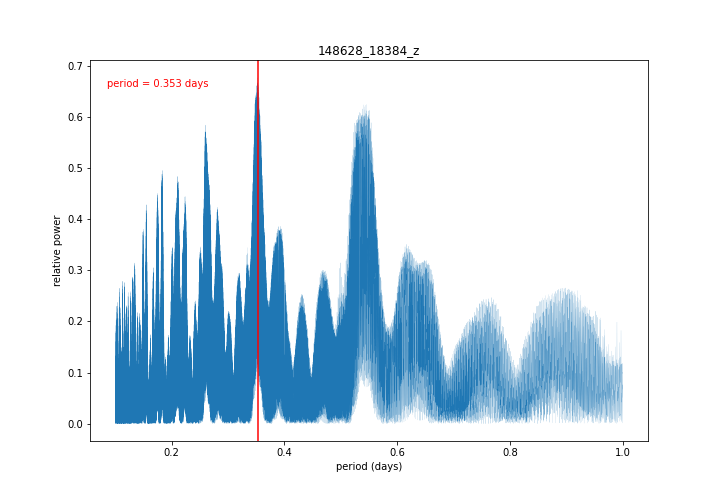 148628_18384_z
period = 0.353 days
relative power
0.7
0.6
0.5
0.4
0.3
0.2
0.1
0.0
0.2 0.4 0.6 0.8 1.0
period (days)